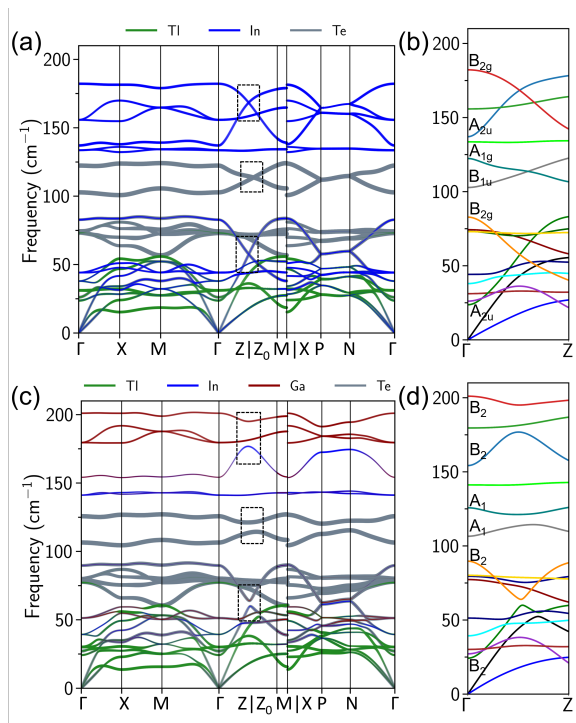 (a)
Tl In Te
(b)
200
150
100
50
0
Frequency (cm⁻¹)
Γ X M Γ Z|Z₀ M|X P N Γ
200
150
100
50
0
B₂g
A₂u
A₁g
B₁u
B₂g
A₂u
Γ Z
(c)
Tl In Ga Te
(d)
200
150
100
50
0
Frequency (cm⁻¹)
Γ X M Γ Z|Z₀ M|X P N Γ
200
150
100
50
0
B₂
B₂
A₁
A₁
B₂
B₂
Γ Z